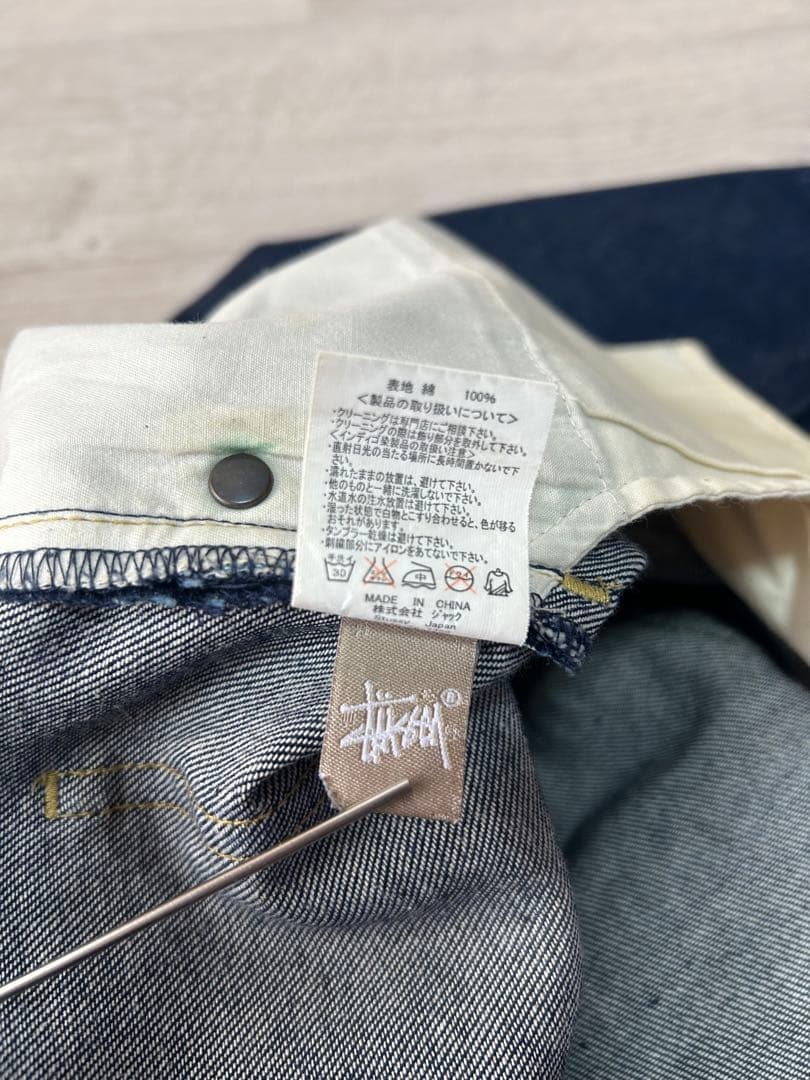 表地 綿 100%
<製品の取り扱いについて>
・クリーニングは専門店にご相談下さい。
・クリーニングの際は飾り部分を取外して下さい。
<インディゴ染製品の取扱い注意>
・直射日光の当たる場所に長時間置かないで下
さい。
・濡れたままの放置は、避けて下さい。
・他のものと一緒に洗濯しないで下さい。
・水道水の注水放置は、避けて下さい。
・湿った状態で白物とこすり合わせると、色が移る
おそれがあります。
・タンブラー乾燥は避けて下さい。
・刺繍部分にアイロンをあてないで下さい。
手洗イ
30
中
MADE IN CHINA
株式会社 ジャック
Stussy Japan
Stüssy ®